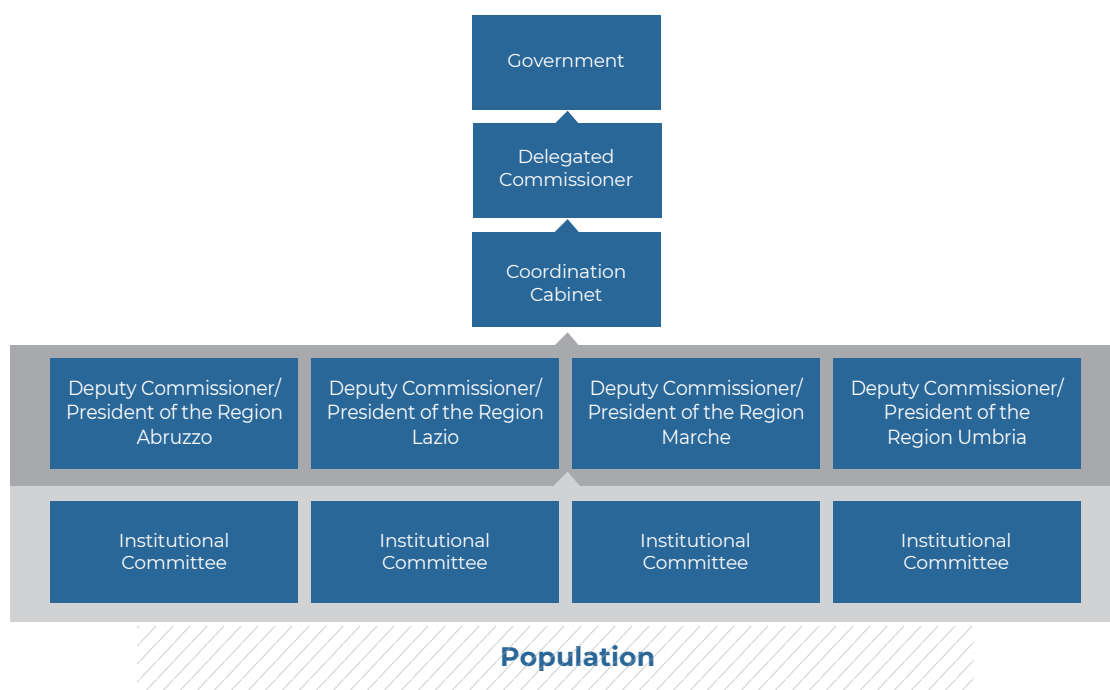 Government
Delegated
Commissioner
Coordination
Cabinet
Deputy Commissioner/
President of the Region
Abruzzo
Deputy Commissioner/
President of the Region
Lazio
Deputy Commissioner/
President of the Region
Marche
Deputy Commissioner/
President of the
Region Umbria
Institutional
Committee
Institutional
Committee
Institutional
Committee
Institutional
Committee
Population